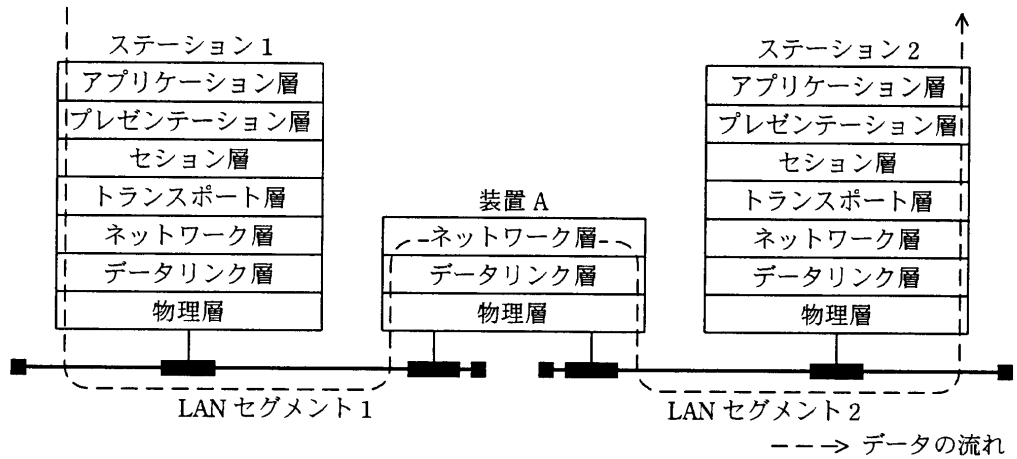 ステーション 1
アプリケーション層
プレゼンテーション層
セション層
トランスポート層
ネットワーク層
データリンク層
物理層
装置 A
ネットワーク層
データリンク層
物理層
ステーション 2
アプリケーション層
プレゼンテーション層
セション層
トランスポート層
ネットワーク層
データリンク層
物理層
LAN セグメント 1
LAN セグメント 2
データの流れ